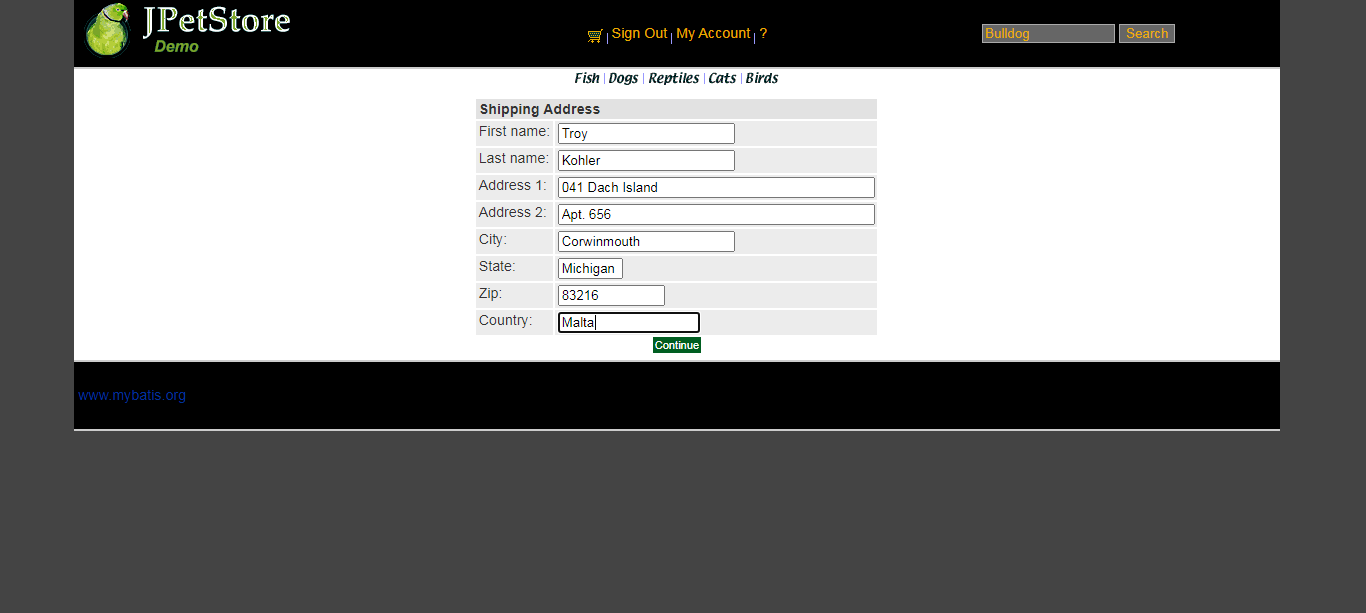 JPetStore
Demo
Sign Out | My Account | ?
Bulldog Search
Fish | Dogs | Reptiles | Cats | Birds
Shipping Address
First name: Troy
Last name: Kohler
Address 1: 041 Dach Island
Address 2: Apt. 656
City: Corwinmouth
State: Michigan
Zip: 83216
Country: Malta
Continue
www.mybatis.org